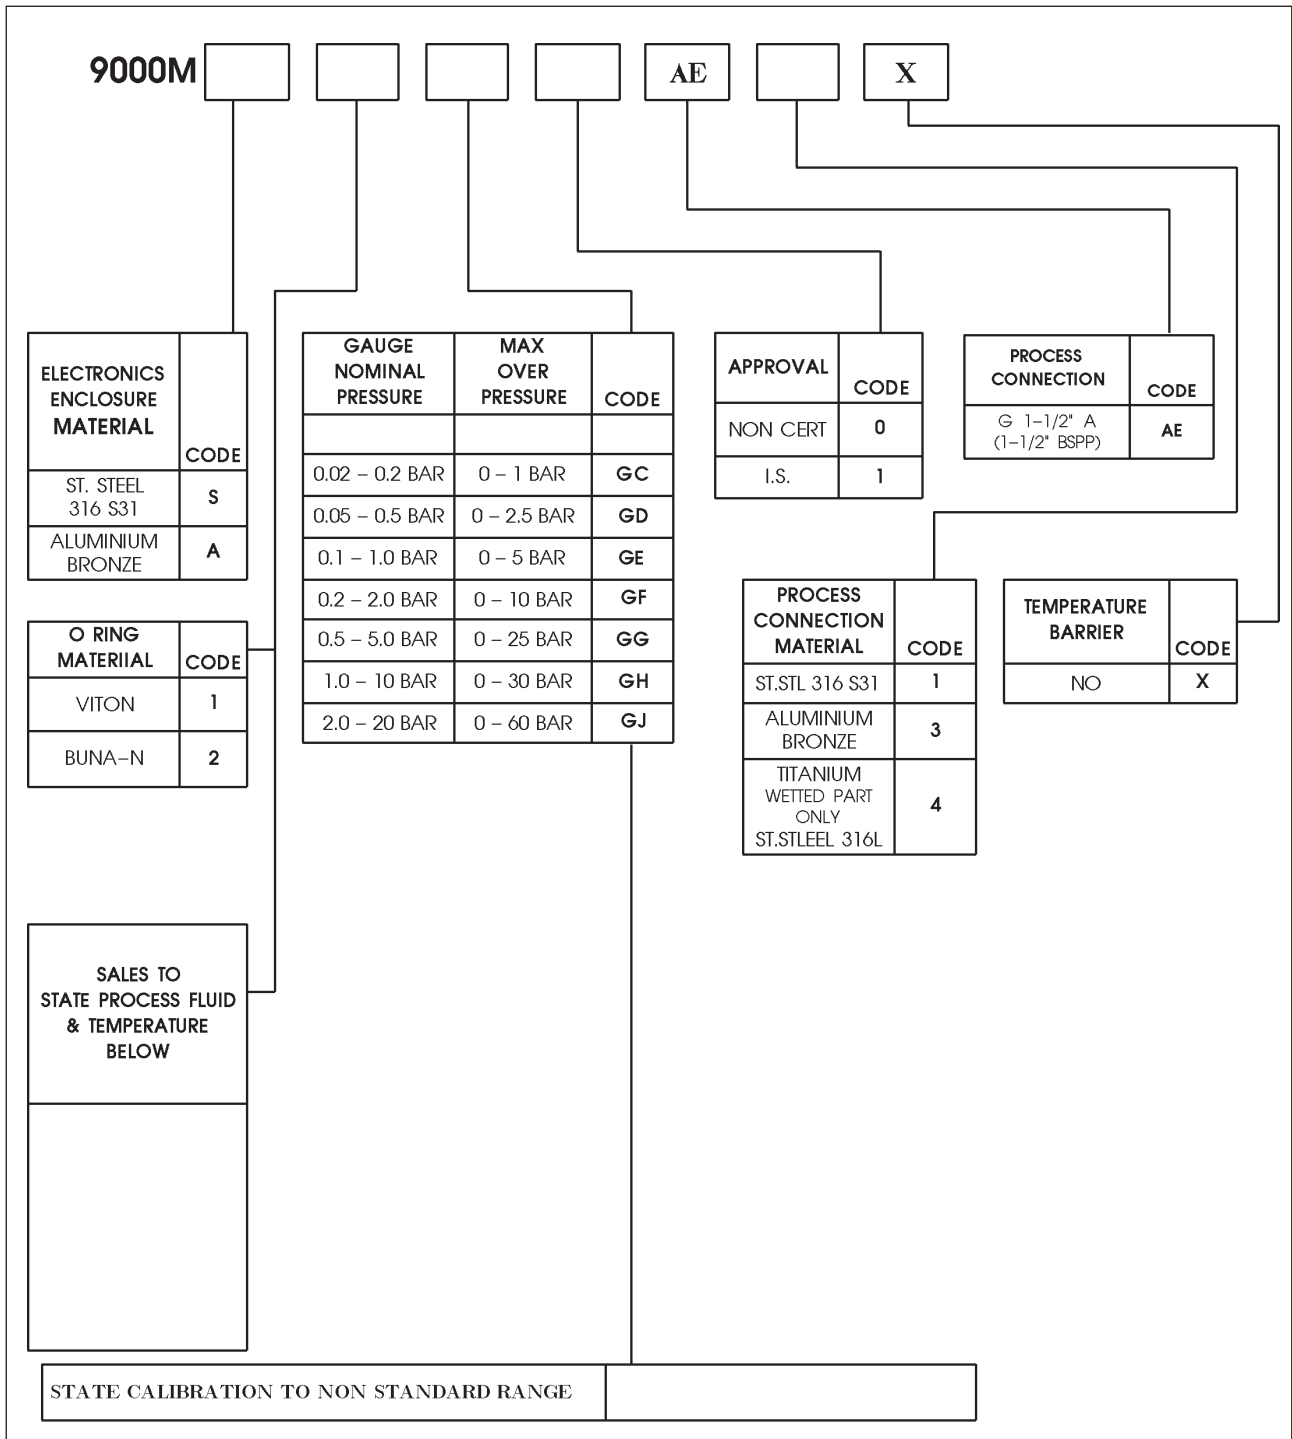 9000M AE X
ELECTRONICS
ENCLOSURE
MATERIAL
CODE
ST. STEEL
316 S31
S
ALUMINIUM
BRONZE
A
O RING
MATERIIAL
CODE
VITON 1
BUNA-N 2
SALES TO
STATE PROCESS FLUID
& TEMPERATURE
BELOW
GAUGE
NOMINAL
PRESSURE
MAX
OVER
PRESSURE
CODE
0.02 – 0.2 BAR 0 – 1 BAR GC
0.05 – 0.5 BAR 0 – 2.5 BAR GD
0.1 – 1.0 BAR 0 – 5 BAR GE
0.2 – 2.0 BAR 0 – 10 BAR GF
0.5 – 5.0 BAR 0 – 25 BAR GG
1.0 – 10 BAR 0 – 30 BAR GH
2.0 – 20 BAR 0 – 60 BAR GJ
APPROVAL
CODE
NON CERT 0
I.S. 1
PROCESS
CONNECTION
CODE
G 1-1/2" A
(1-1/2" BSPP)
AE
PROCESS
CONNECTION
MATERIAL
CODE
ST.STL 316 S31 1
ALUMINIUM
BRONZE
3
TITANIUM
WETTED PART
ONLY
ST.STLEEL 316L
4
TEMPERATURE
BARRIER
CODE
NO X
STATE CALIBRATION TO NON STANDARD RANGE